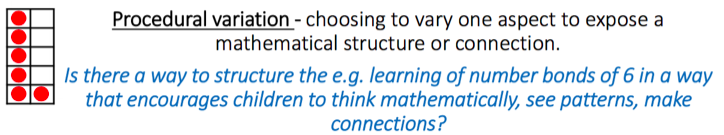 Procedural variation - choosing to vary one aspect to expose a
mathematical structure or connection.
Is there a way to structure the e.g. learning of number bonds of 6 in a way
that encourages children to think mathematically, see patterns, make
connections?